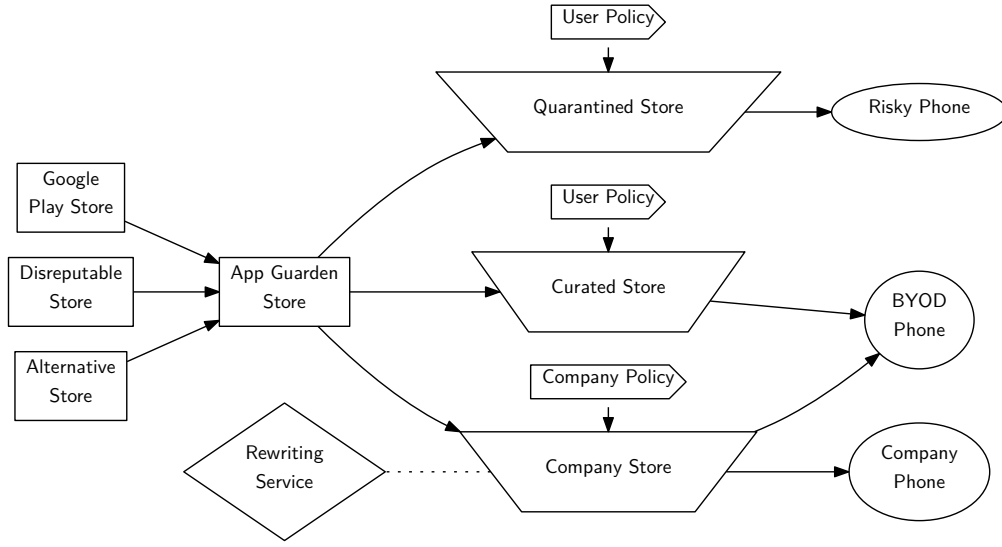 User Policy
Quarantined Store
Risky Phone
Google
Play Store
User Policy
Disreputable
Store
App Guarden
Store
Curated Store
BYOD
Phone
Alternative
Store
Company Policy
Rewriting
Service
Company Store
Company
Phone